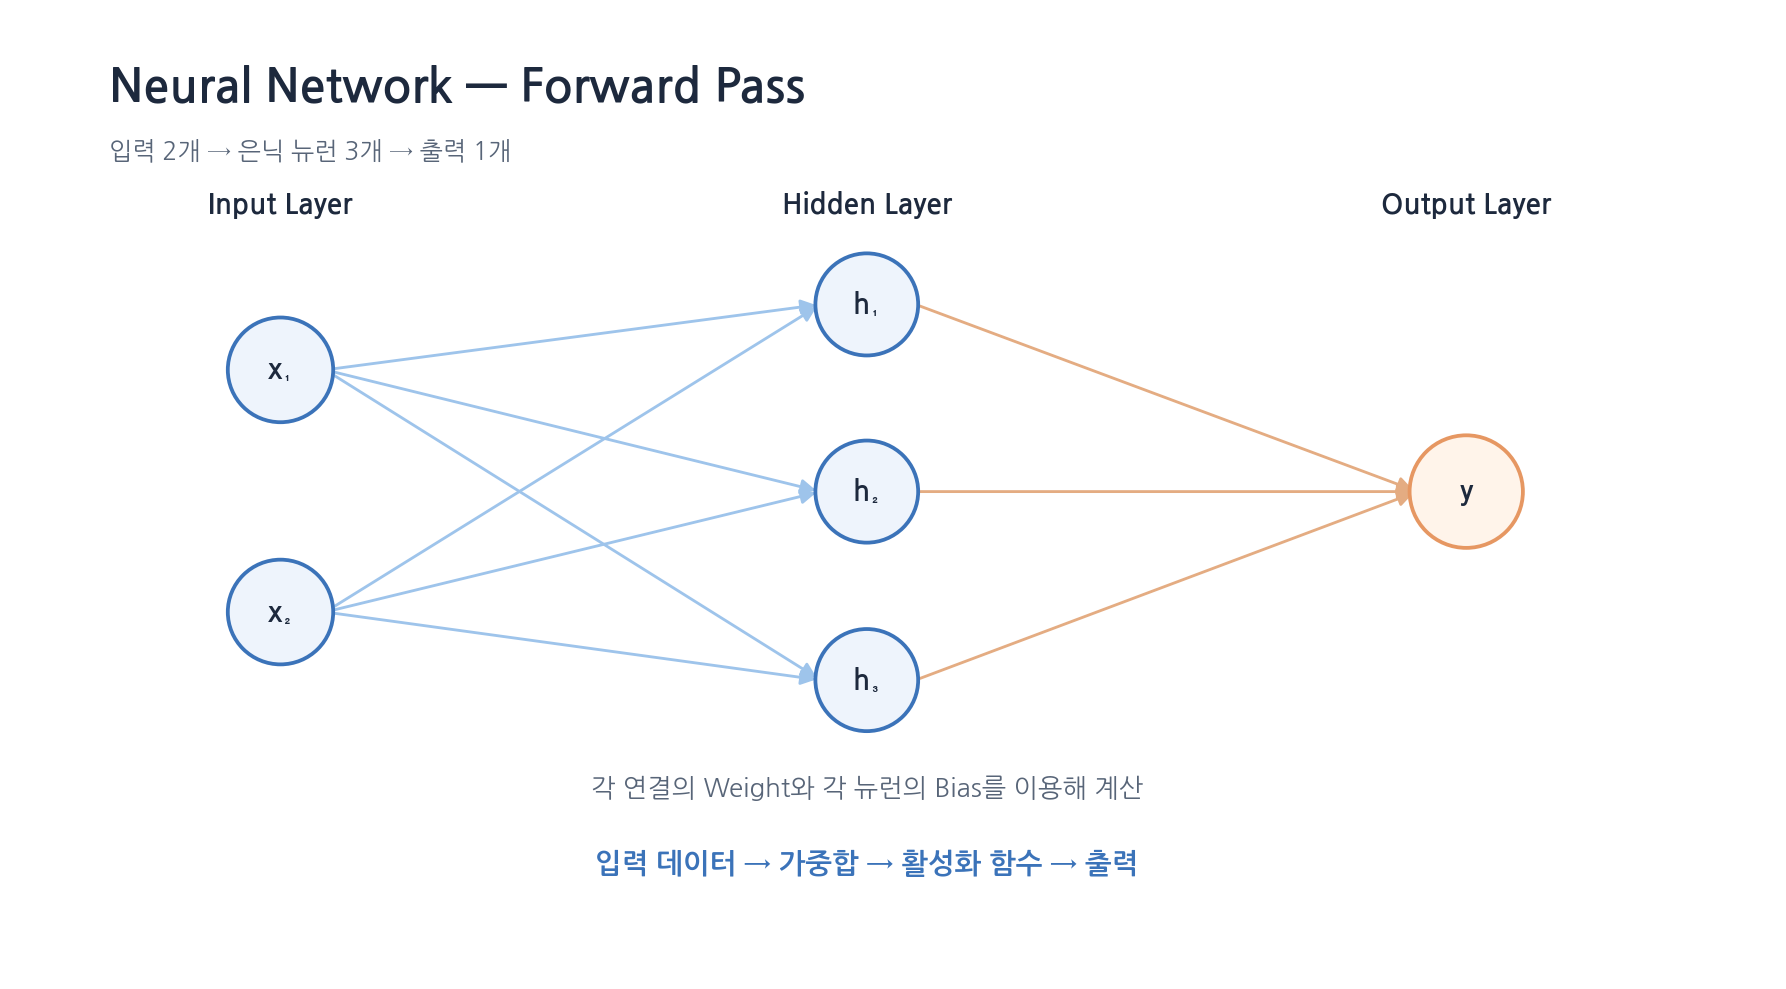 Neural Network — Forward Pass
입력 2개 → 은닉 뉴런 3개 → 출력 1개
Input Layer
Hidden Layer
Output Layer
h₁
x₁
h₂
y
x₂
h₃
각 연결의 Weight와 각 뉴런의 Bias를 이용해 계산
입력 데이터 → 가중합 → 활성화 함수 → 출력